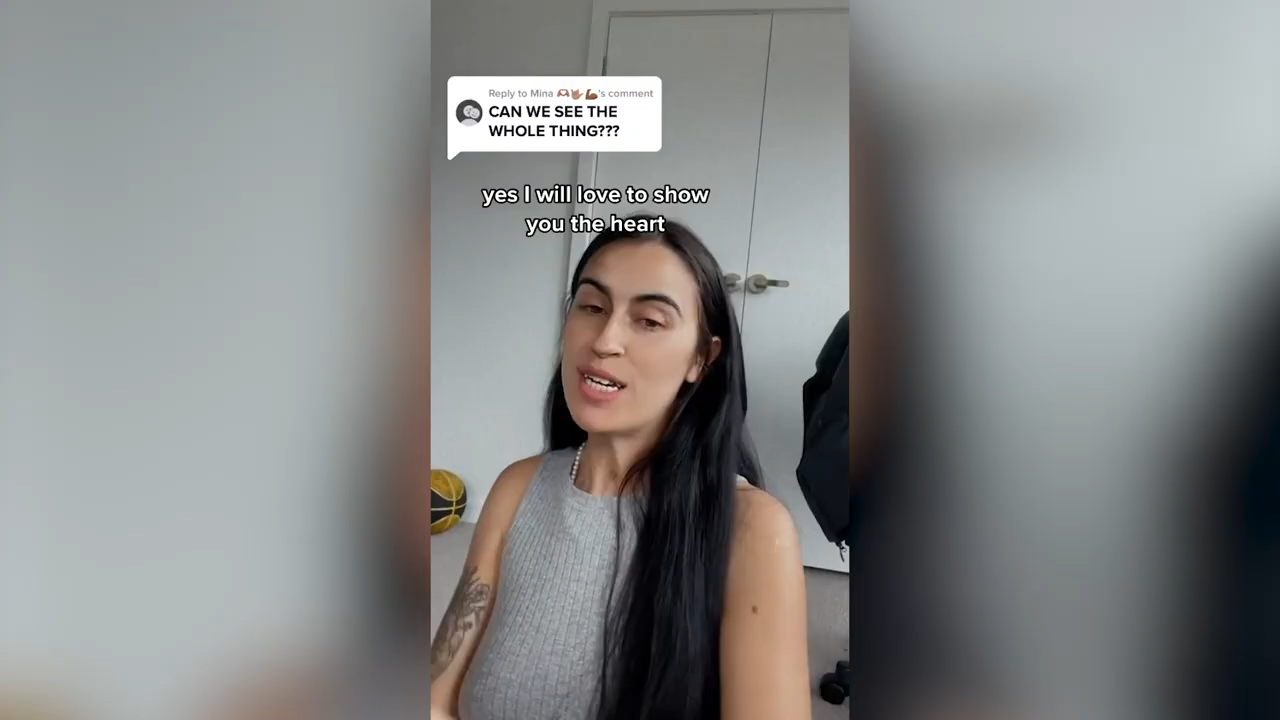 Reply to Mina 🫶🏽🤟🏽💪🏾's comment
CAN WE SEE THE
WHOLE THING???
yes I will love to show
you the heart